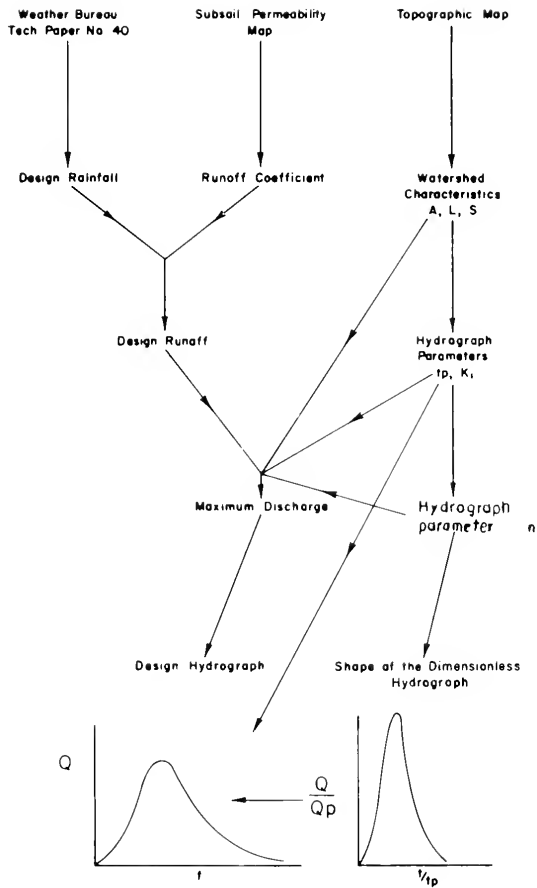 Weather Bureau
Tech Paper No 40
Subsoil Permeability
Map
Topographic Map
Design Rainfall
Runoff Coefficient
Watershed
Characteristics
A, L, S
Design Runoff
Hydrograph
Parameters
tp, K₁
Maximum Discharge
Hydrograph
parameter n
Design Hydrograph
Shape of the Dimensionless
Hydrograph
Q
Q
Qp
t
t/tp